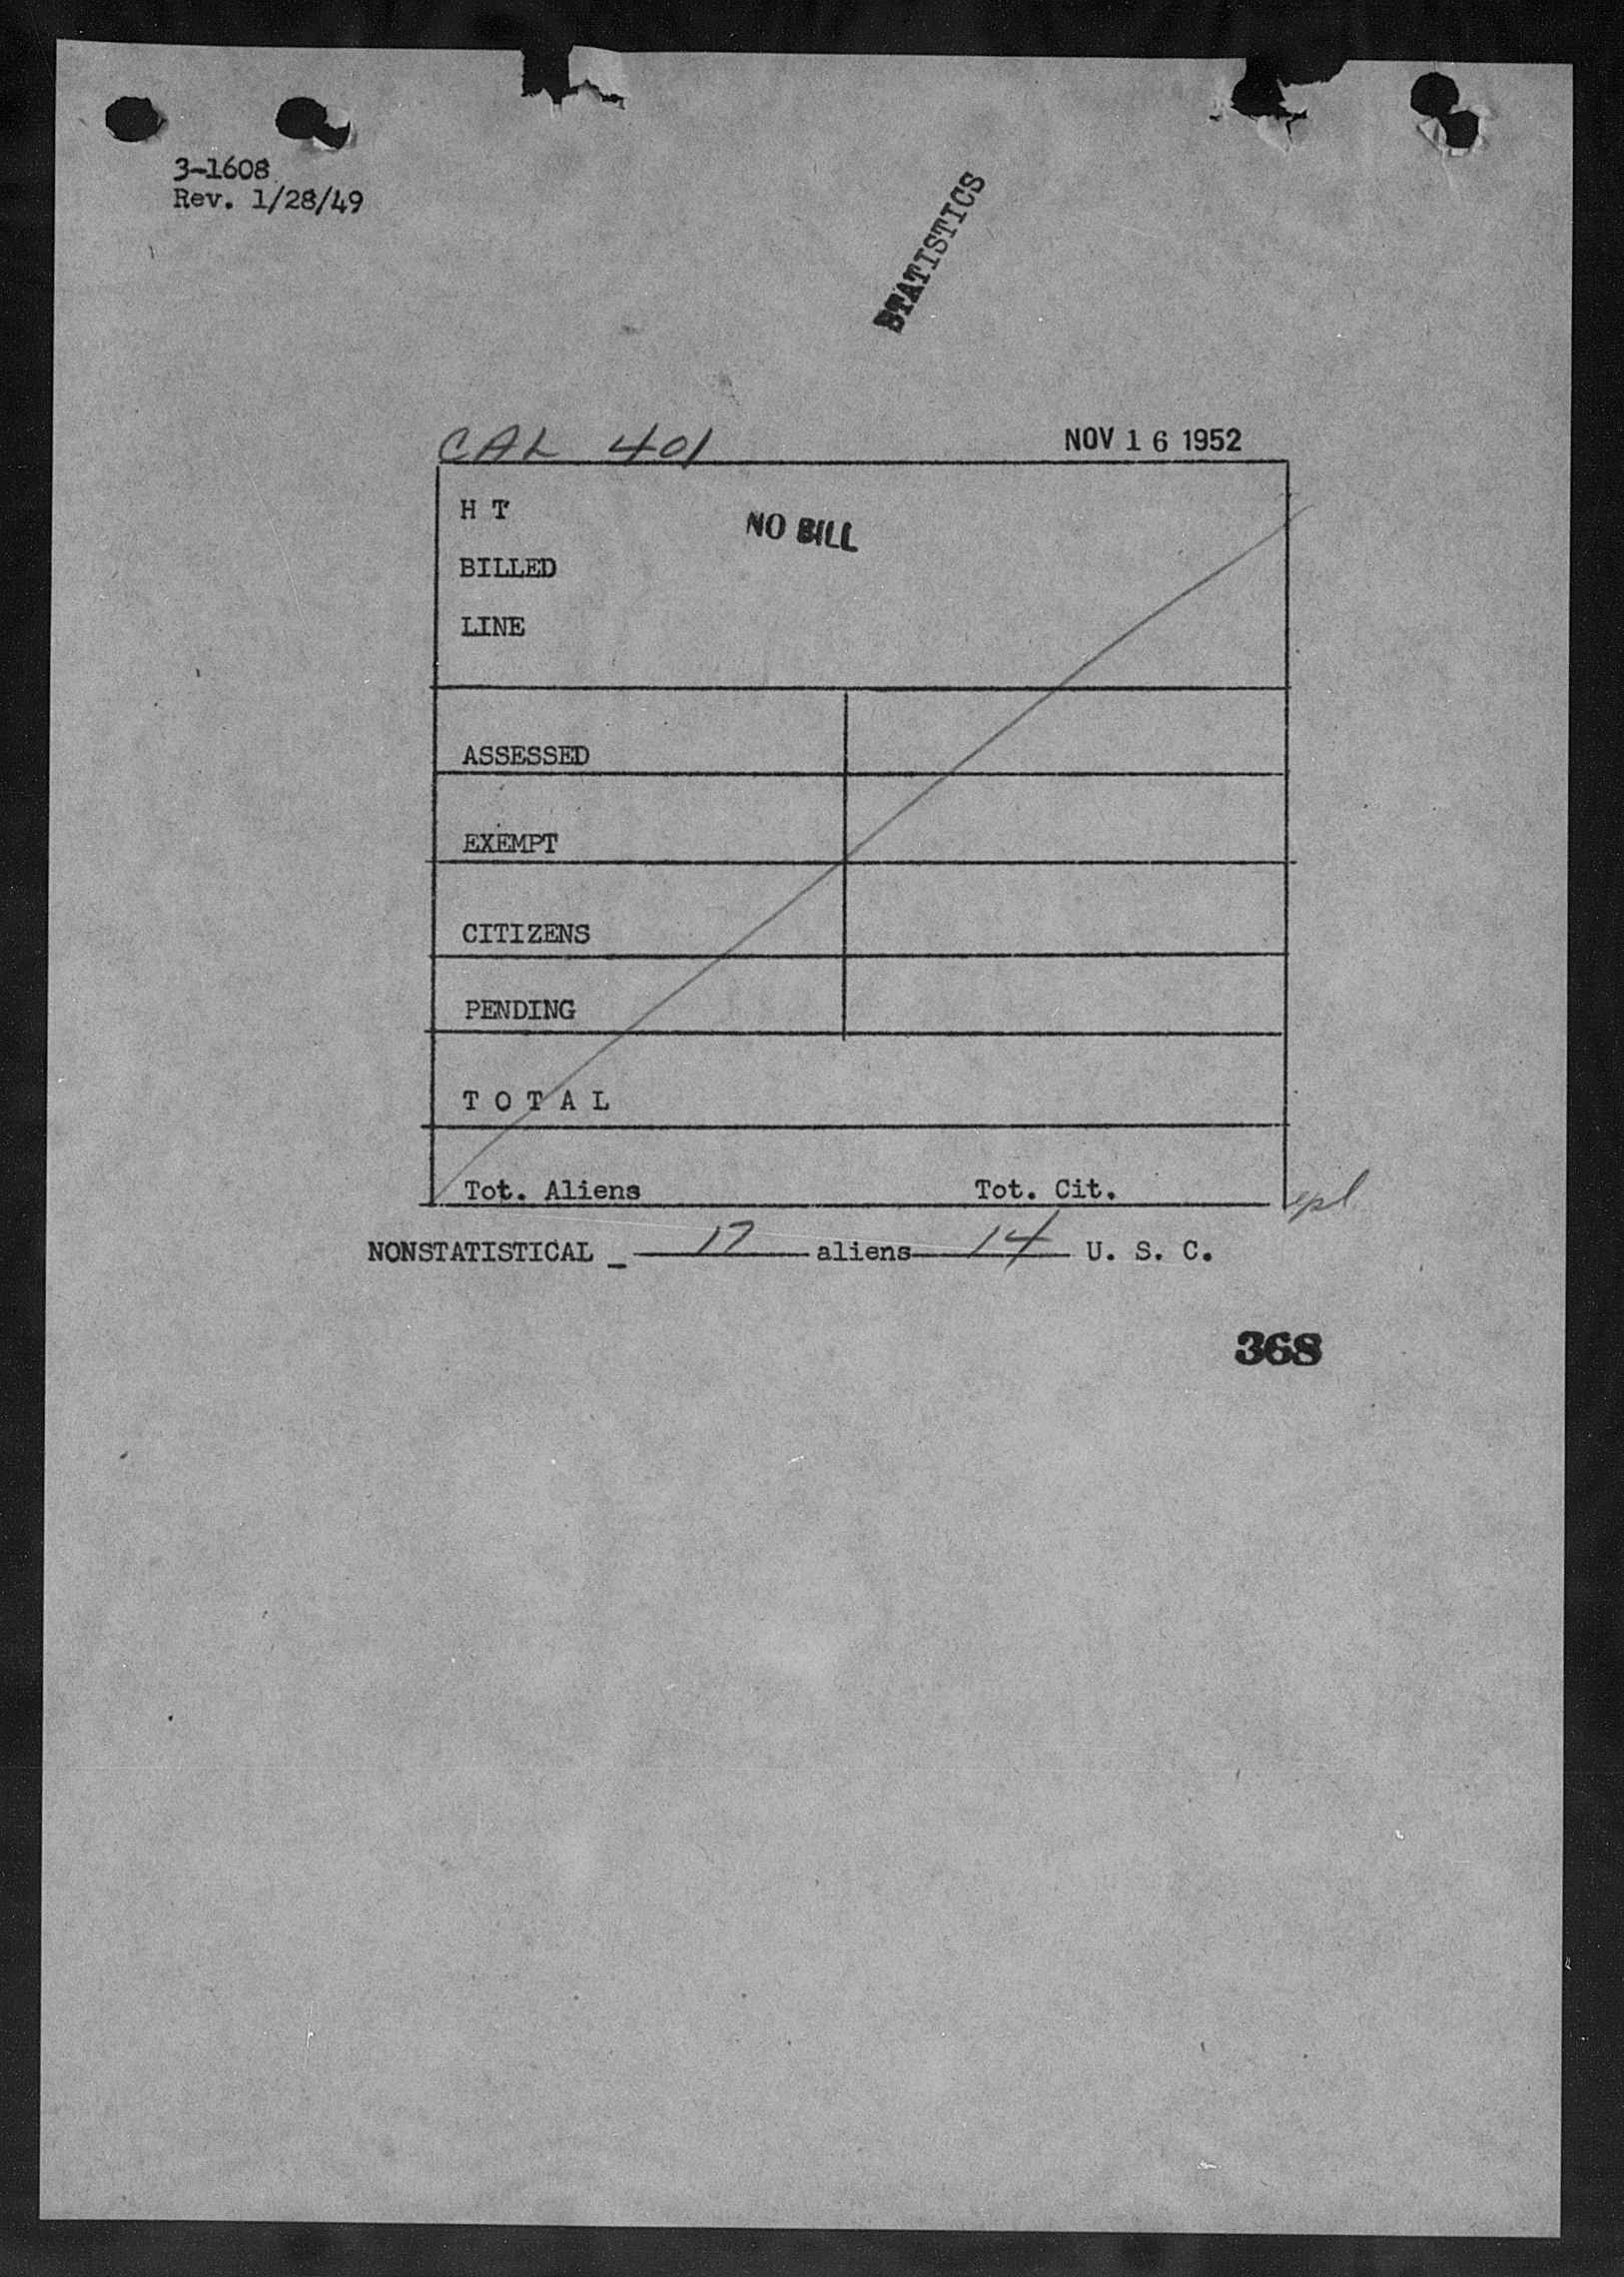 3-1608
Rev. 1/28/49
STATISTICS
CAL 401 NOV 16 1952
H T
NO BILL
BILLED
LINE
ASSESSED
EXEMPT
CITIZENS
PENDING
T O T A L
Tot. Aliens Tot. Cit.
NONSTATISTICAL _ 17 aliens 14 U. S. C.
368